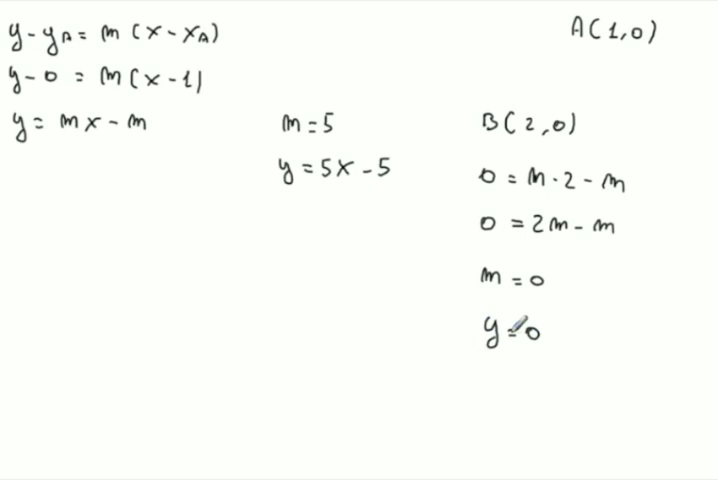 y - yA = m (x - xA)
y - 0 = m (x - 1)
y = mx - m
m = 5
y = 5x - 5
A(1,0)
B(2,0)
0 = m · 2 - m
0 = 2m - m
m = 0
y = 0